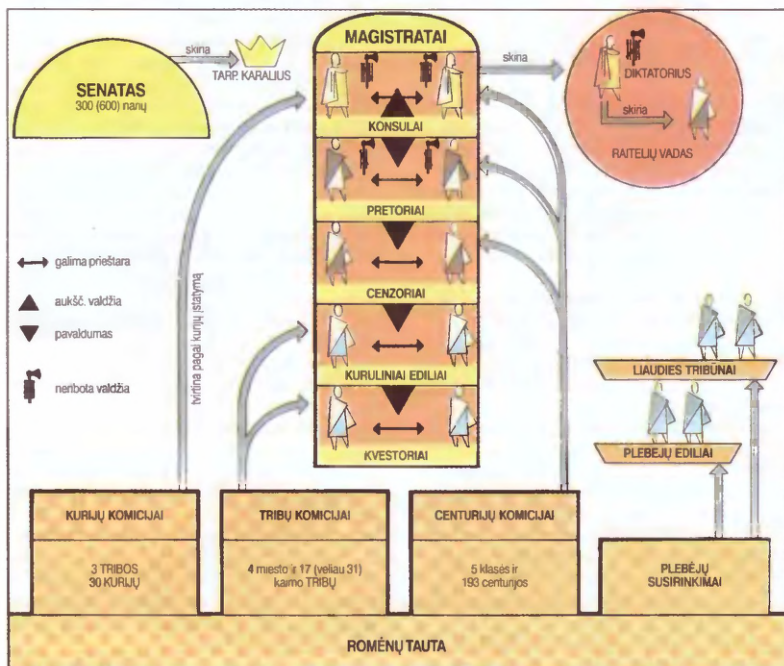 SENATAS
300 (600) narių
skiria
TARP. KARALIUS
MAGISTRATAI
KONSULAI
PRETORIAI
CENZORIAI
KURULINIAI EDILIAI
KVESTORIAI
skiria
DIKTATORIUS
skiria
RAITELIŲ VADAS
galima prieštara
aukšč. valdžia
pavaldumas
neribota valdžia
tvirtina pagal kurijų įstatymą
LIAUDIES TRIBŪNAI
PLEBĖJŲ EDILIAI
KURIJŲ KOMICIJAI
3 TRIBOS
30 KURIJŲ
TRIBŲ KOMICIJAI
4 miesto ir 17 (vėliau 31)
kaimo TRIBŲ
CENTURIJŲ KOMICIJAI
5 klasės ir
193 centurijos
PLEBĖJŲ
SUSIRINKIMAI
ROMĖNŲ TAUTA